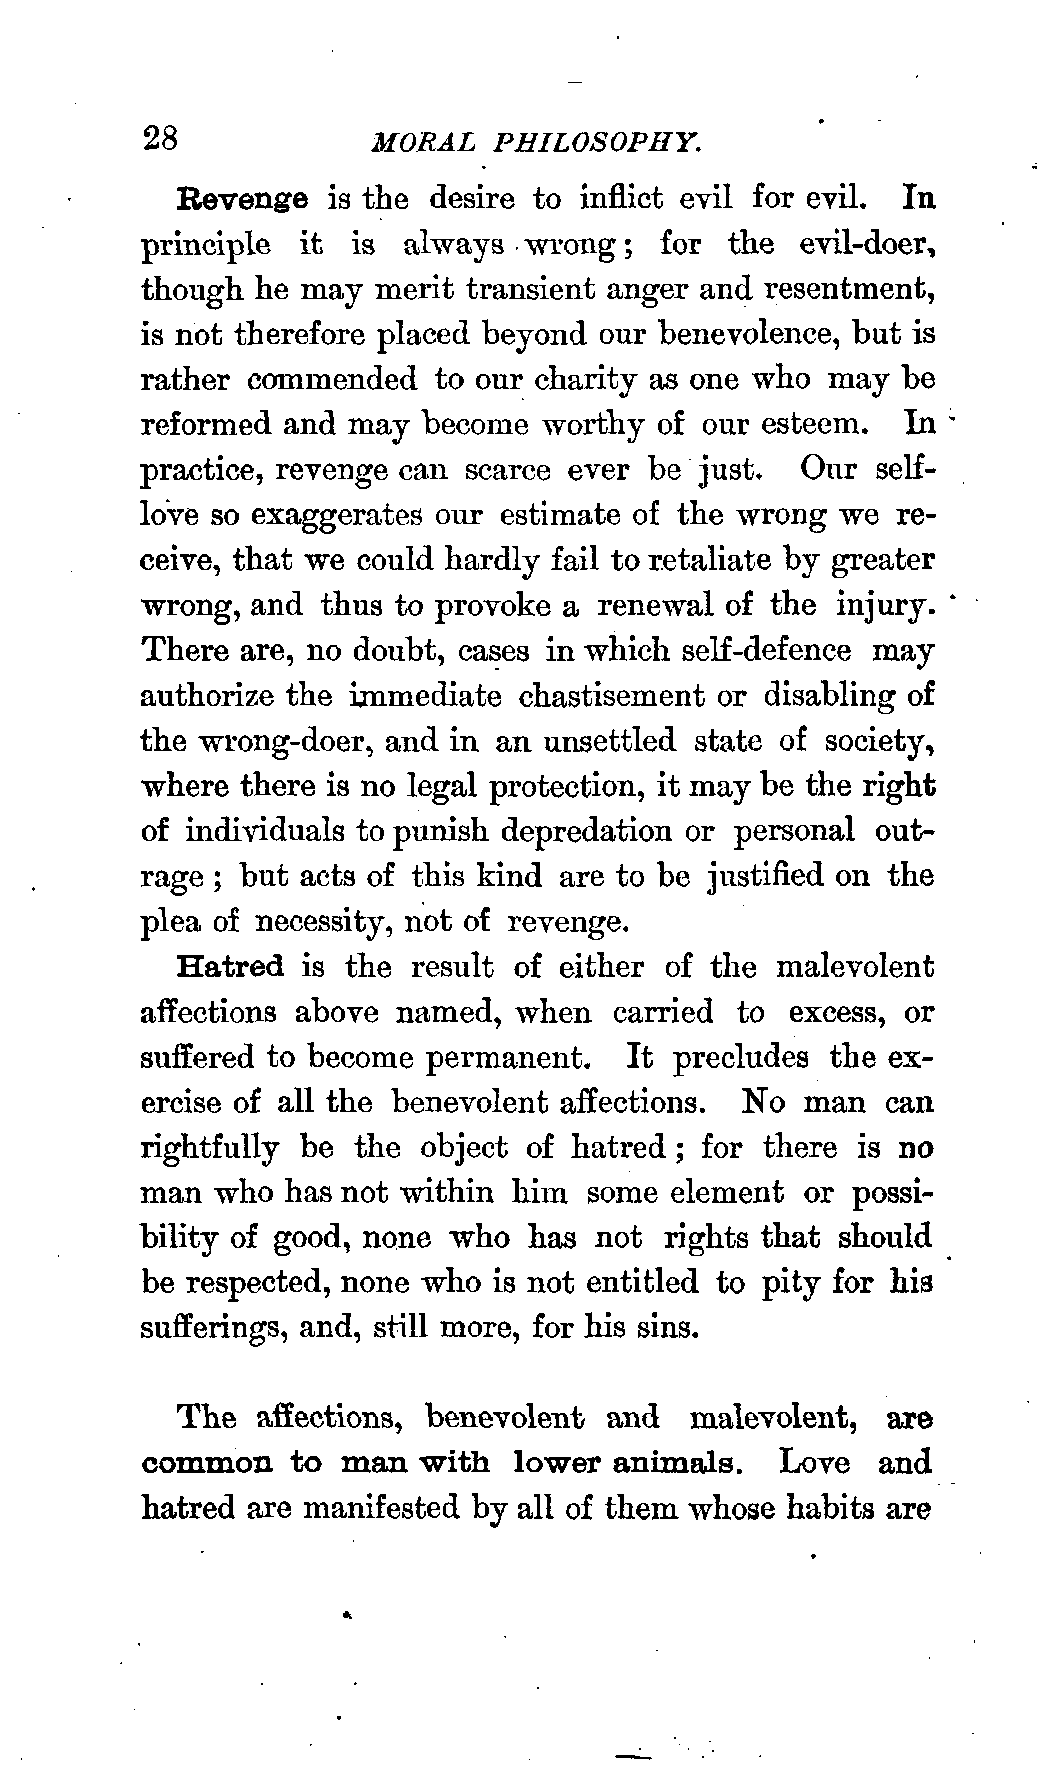 28 MORAL PHILOSOPHY.
Revenge is the desire to inflict evil for evil. In
principle it is always wrong; for the evil-doer,
though he may merit transient anger and resentment,
is not therefore placed beyond our benevolence, but is
rather commended to our charity as one who may be
reformed and may become worthy of our esteem. In
practice, revenge can scarce ever be just. Our self-
love so exaggerates our estimate of the wrong we re-
ceive, that we could hardly fail to retaliate by greater
wrong, and thus to provoke a renewal of the injury.
There are, no doubt, cases in which self-defence may
authorize the immediate chastisement or disabling of
the wrong-doer, and in an unsettled state of society,
where there is no legal protection, it may be the right
of individuals to punish depredation or personal out-
rage; but acts of this kind are to be justified on the
plea of necessity, not of revenge.
Hatred is the result of either of the malevolent
affections above named, when carried to excess, or
suffered to become permanent. It precludes the ex-
ercise of all the benevolent affections. No man can
rightfully be the object of hatred; for there is no
man who has not within him some element or possi-
bility of good, none who has not rights that should
be respected, none who is not entitled to pity for his
sufferings, and, still more, for his sins.
The affections, benevolent and malevolent, are
common to man with lower animals. Love and
hatred are manifested by all of them whose habits are